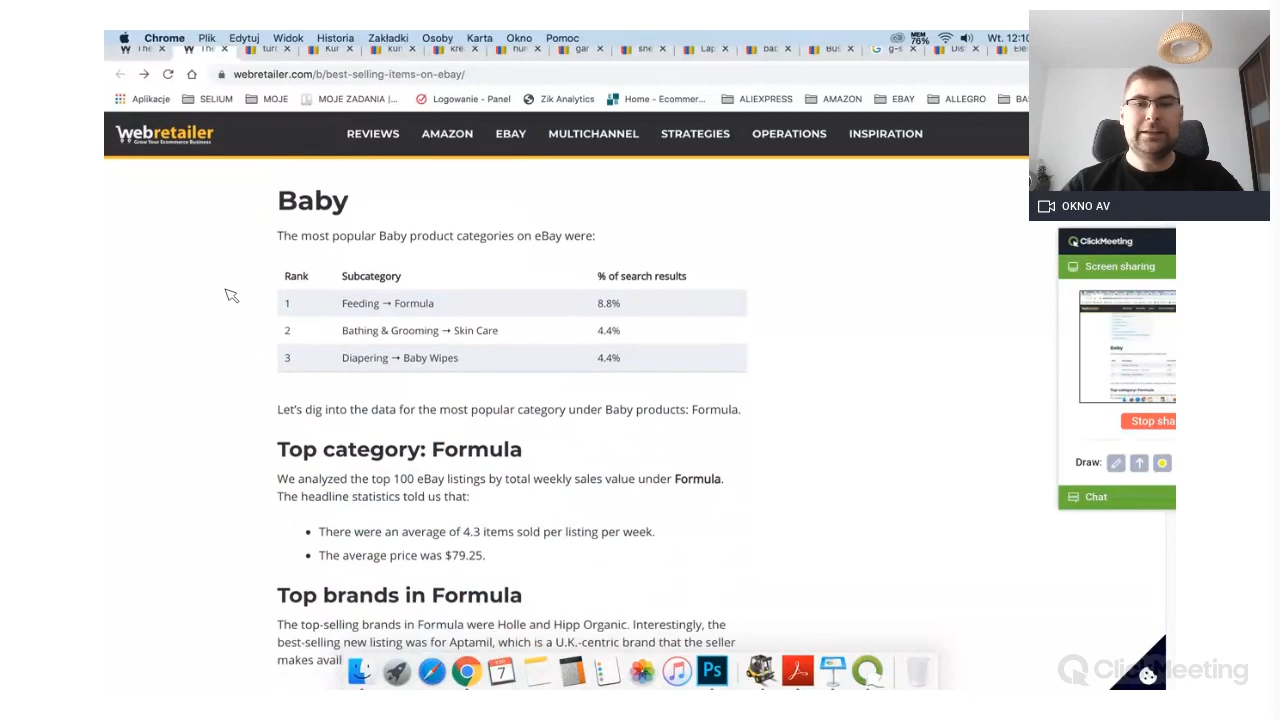 Chrome Plik Edytuj Widok Historia Zakładki Osoby Karta Okno Pomoc MEM 76% Wt. 12:10
webretailer.com/b/best-selling-items-on-ebay/
Aplikacje SELIUM MOJE MOJE ZADANIA |... Logowanie - Panel Zik Analytics Home - Ecommer... ALIEXPRESS AMAZON EBAY ALLEGRO
webretailer
Grow Your Ecommerce Business
REVIEWS AMAZON EBAY MULTICHANNEL STRATEGIES OPERATIONS INSPIRATION
Baby
The most popular Baby product categories on eBay were:
Rank Subcategory % of search results
1 Feeding → Formula 8.8%
2 Bathing & Grooming → Skin Care 4.4%
3 Diapering → Baby Wipes 4.4%
Let's dig into the data for the most popular category under Baby products: Formula.
Top category: Formula
We analyzed the top 100 eBay listings by total weekly sales value under Formula.
The headline statistics told us that:
• There were an average of 4.3 items sold per listing per week.
• The average price was $79.25.
Top brands in Formula
The top-selling brands in Formula were Holle and Hipp Organic. Interestingly, the
best-selling new listing was for Aptamil, which is a U.K.-centric brand that the seller
makes avail
7
Ps
OKNO AV
ClickMeeting
Screen sharing
Stop sha
Draw:
Chat
ClickMeeting